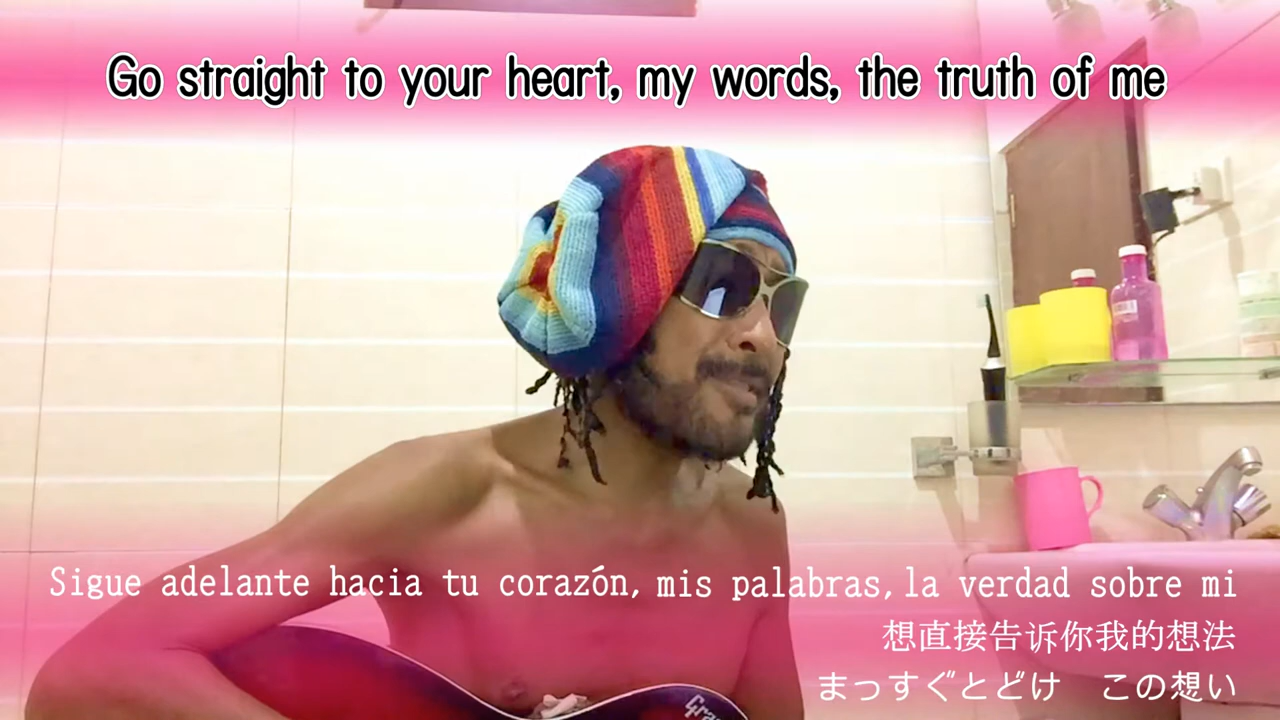 Go straight to your heart, my words, the truth of me
Sigue adelante hacia tu corazón, mis palabras, la verdad sobre mi
想直接告诉你我的想法
まっすぐとどけ　この想い